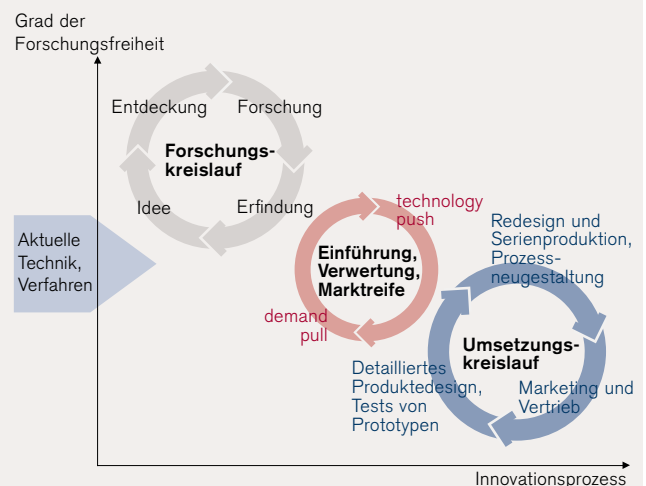 Grad der
Forschungsfreiheit
Entdeckung
Forschung
Forschungs-
kreislauf
Idee
Erfindung
Aktuelle
Technik,
Verfahren
technology
push
Einführung,
Verwertung,
Marktreife
demand
pull
Redesign und
Serienproduktion,
Prozess-
neugestaltung
Umsetzungs-
kreislauf
Detailliertes
Produktedesign,
Tests von
Prototypen
Marketing und
Vertrieb
Innovationsprozess